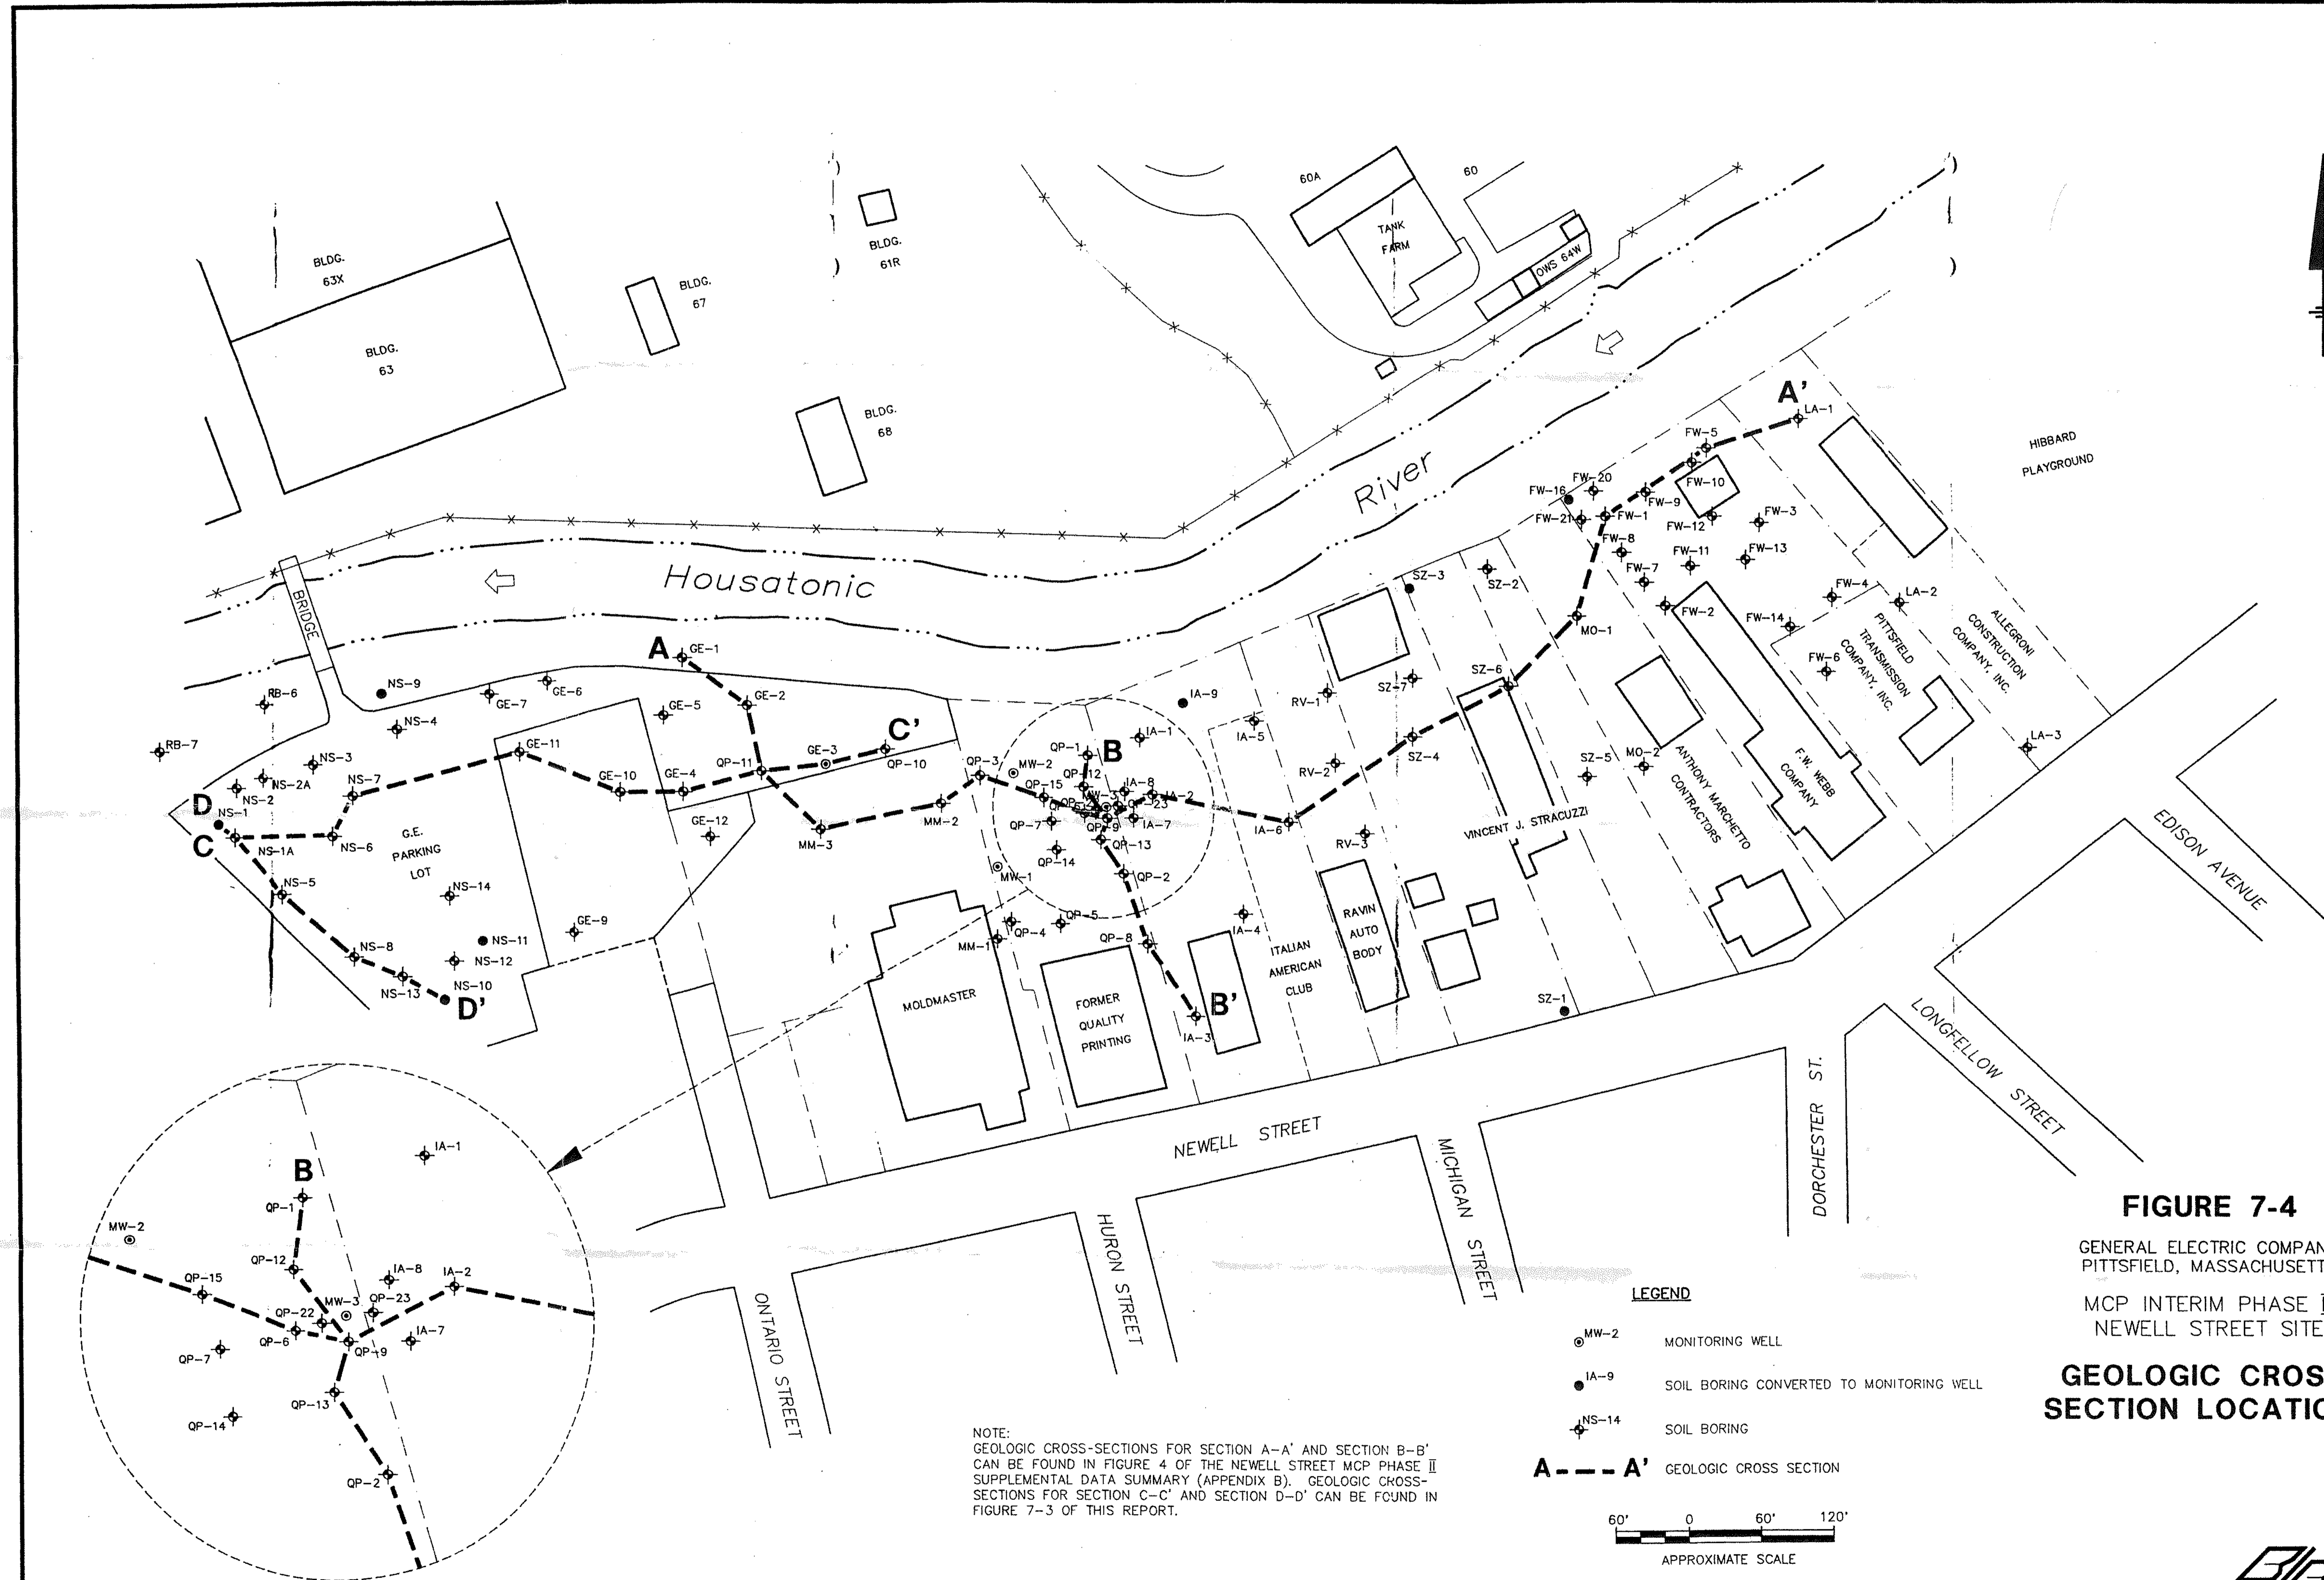 60A
60
TANK
FARM
OWS 64W
BLDG.
61R
BLDG.
63X
BLDG.
67
BLDG.
63
BLDG.
68
River
Housatonic
BRIDGE
HIBBARD
PLAYGROUND
A'
LA-1
FW-5
FW-20
FW-16
FW-10
FW-9
FW-21
FW-1
FW-12
FW-3
FW-8
FW-11
FW-13
FW-7
FW-2
FW-4
LA-2
FW-14
FW-6
MO-1
SZ-3
SZ-2
SZ-6
SZ-7
SZ-4
SZ-5
MO-2
LA-3
PITTSFIELD
TRANSMISSION
COMPANY, INC.
ALLEGRONI
CONSTRUCTION
COMPANY, INC.
F.W. WEBB
COMPANY
ANTHONY MARCHETTO
CONTRACTORS
VINCENT J. STRACUZZI
A
GE-1
GE-2
GE-5
GE-6
GE-7
NS-9
RB-6
RB-7
NS-4
NS-3
NS-2A
NS-2
NS-7
GE-11
GE-10
GE-4
QP-11
GE-3
C'
QP-10
D
NS-1
C
NS-1A
NS-6
G.E.
PARKING
LOT
NS-5
NS-14
NS-8
NS-11
NS-12
NS-13
NS-10
D'
GE-12
GE-9
MM-3
MM-2
QP-3
MW-2
QP-1
B
IA-1
IA-9
IA-5
QP-12
QP-15
IA-8
IA-2
MW-3
QP-7
QP-9
IA-7
QP-13
QP-14
QP-2
MW-1
IA-6
RV-1
RV-2
RV-3
QP-5
QP-4
MM-1
QP-8
IA-4
B'
IA-3
SZ-1
MOLDMASTER
FORMER
QUALITY
PRINTING
ITALIAN
AMERICAN
CLUB
RAVIN
AUTO
BODY
NEWELL STREET
ONTARIO STREET
HURON STREET
MICHIGAN STREET
DORCHESTER ST.
LONGFELLOW STREET
EDISON AVENUE
IA-1
B
QP-1
MW-2
QP-12
QP-15
IA-8
IA-2
MW-3
QP-23
QP-22
QP-6
IA-7
QP-9
QP-7
QP-13
QP-14
QP-2
NOTE:
GEOLOGIC CROSS-SECTIONS FOR SECTION A-A' AND SECTION B-B'
CAN BE FOUND IN FIGURE 4 OF THE NEWELL STREET MCP PHASE II
SUPPLEMENTAL DATA SUMMARY (APPENDIX B). GEOLOGIC CROSS-
SECTIONS FOR SECTION C-C' AND SECTION D-D' CAN BE FOUND IN
FIGURE 7-3 OF THIS REPORT.
LEGEND
MW-2 MONITORING WELL
IA-9 SOIL BORING CONVERTED TO MONITORING WELL
NS-14 SOIL BORING
A A' GEOLOGIC CROSS SECTION
60' 0 60' 120'
APPROXIMATE SCALE
FIGURE 7-4
GENERAL ELECTRIC COMPAN
PITTSFIELD, MASSACHUSETT
MCP INTERIM PHASE
NEWELL STREET SITE
GEOLOGIC CROS
SECTION LOCATIO